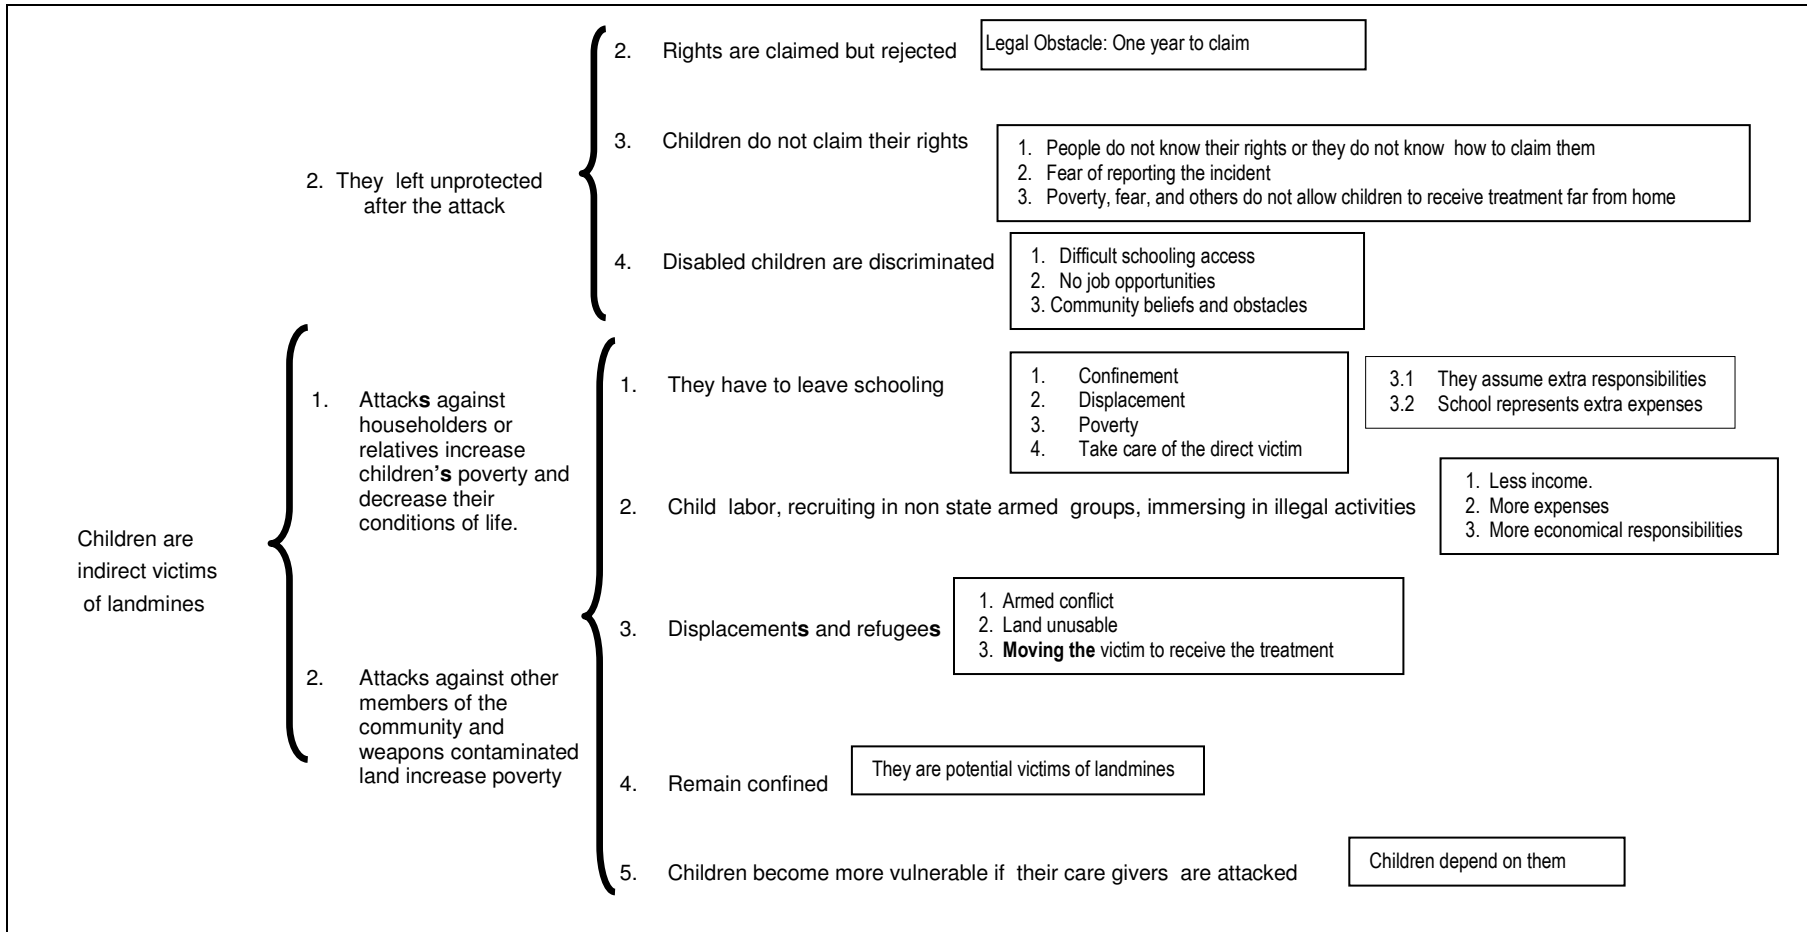 2. They left unprotected
after the attack
2. Rights are claimed but rejected
Legal Obstacle: One year to claim
3. Children do not claim their rights
1. People do not know their rights or they do not know how to claim them
2. Fear of reporting the incident
3. Poverty, fear, and others do not allow children to receive treatment far from home
4. Disabled children are discriminated
1. Difficult schooling access
2. No job opportunities
3. Community beliefs and obstacles
Children are
indirect victims
of landmines
1. Attacks against
householders or
relatives increase
children's poverty and
decrease their
conditions of life.
2. Attacks against other
members of the
community and
weapons contaminated
land increase poverty
1. They have to leave schooling
1. Confinement
2. Displacement
3. Poverty
4. Take care of the direct victim
3.1 They assume extra responsibilities
3.2 School represents extra expenses
2. Child labor, recruiting in non state armed groups, immersing in illegal activities
1. Less income.
2. More expenses
3. More economical responsibilities
3. Displacements and refugees
1. Armed conflict
2. Land unusable
3. Moving the victim to receive the treatment
4. Remain confined
They are potential victims of landmines
5. Children become more vulnerable if their care givers are attacked
Children depend on them